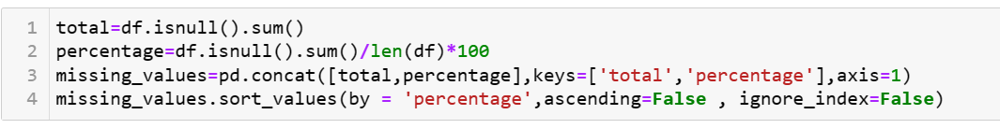 1 total=df.isnull().sum()
2 percentage=df.isnull().sum()/len(df)*100
3 missing_values=pd.concat([total,percentage],keys=['total','percentage'],axis=1)
4 missing_values.sort_values(by = 'percentage',ascending=False , ignore_index=False)